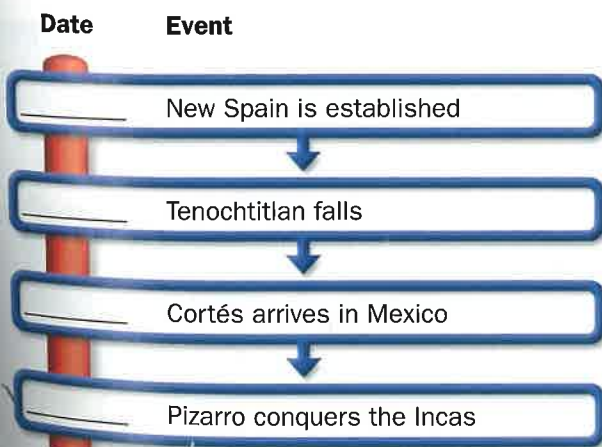 Date Event
New Spain is established
Tenochtitlan falls
Cortés arrives in Mexico
Pizarro conquers the Incas